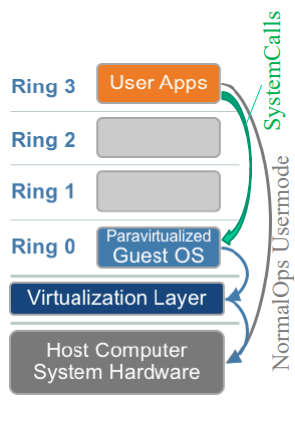 SystemCalls
Ring 3
User Apps
Ring 2
Ring 1
Ring 0
Paravirtualized
Guest OS
Virtualization Layer
Host Computer
System Hardware
NormalOps Usermode